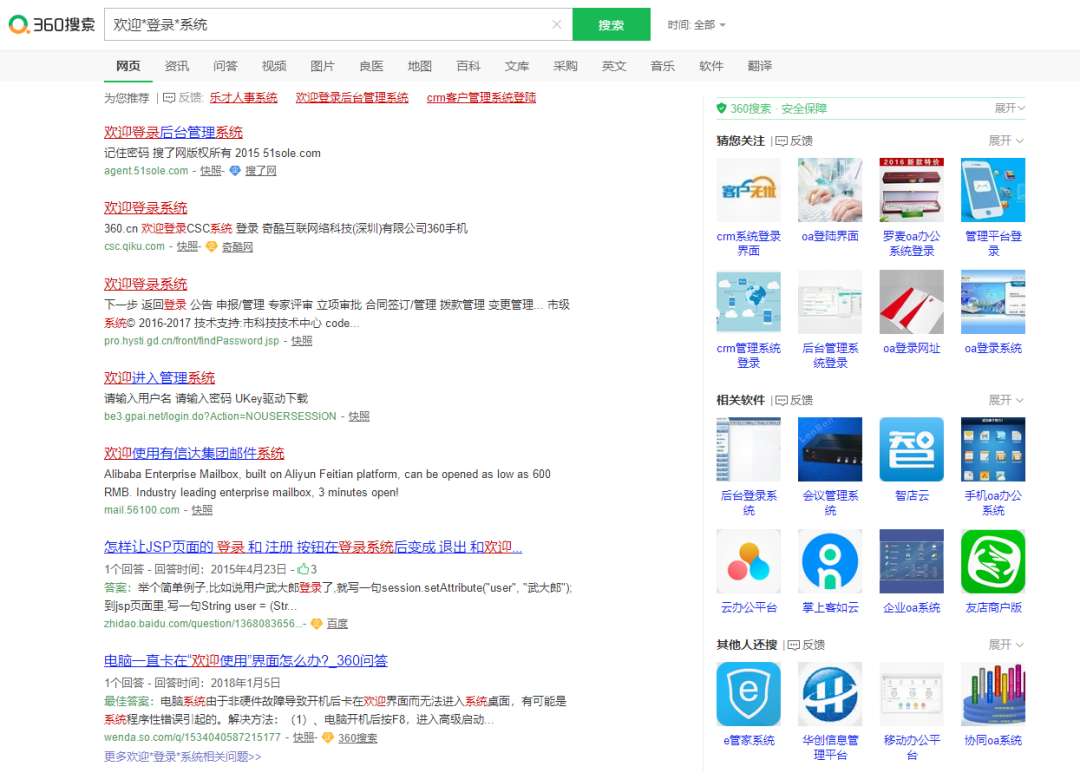 360搜索
欢迎*登录*系统
搜索
时间: 全部
网页 资讯 问答 视频 图片 良医 地图 百科 文库 采购 英文 音乐 软件 翻译
为您推荐 反馈: 乐才人事系统 欢迎登录后台管理系统 crm客户管理系统登陆
欢迎登录后台管理系统
记住密码 搜了网版权所有 2015 51sole.com
agent.51sole.com - 快照- 搜了网
欢迎登录系统
360.cn 欢迎登录CSC系统 登录 奇酷互联网络科技(深圳)有限公司360手机
csc.qiku.com - 快照- 奇酷网
欢迎登录系统
下一步 返回登录 公告 申报/管理 专家评审 立项审批 合同签订/管理 拨款管理 变更管理... 市级
系统© 2016-2017 技术支持:市科技技术中心 code...
pro.hysti.gd.cn/front/findPassword.jsp - 快照
欢迎进入管理系统
请输入用户名 请输入密码 UKey驱动下载
be3.gpai.net/login.do?Action=NOUSERSESSION - 快照
欢迎使用有信达集团邮件系统
Alibaba Enterprise Mailbox, built on Aliyun Feitian platform, can be opened as low as 600
RMB. Industry leading enterprise mailbox, 3 minutes open!
mail.56100.com - 快照
怎样让JSP页面的 登录 和 注册 按钮在登录系统后变成 退出 和欢迎...
1个回答 - 回答时间：2015年4月23日 - 3
答案：举个简单例子,比如说用户武大郎登录了,就写一句session.setAttribute("user", "武大郎");
到jsp页面里,写一句String user = (Str...
zhidao.baidu.com/question/1368083656...- 百度
电脑一直卡在“欢迎使用”界面怎么办?_360问答
1个回答 - 回答时间：2018年1月5日
最佳答案：电脑系统由于非硬件故障导致开机后卡在欢迎界面而无法进入系统桌面，有可能是
系统程序性错误引起的。解决方法：（1）、电脑开机后按F8，进入高级启动...
wenda.so.com/q/1534040587215177 - 快照- 360搜索
更多欢迎*登录*系统相关问题>>
360搜索 · 安全保障 展开
猜您关注 反馈 展开
客户无忧
2016 新款特价
crm系统登录界面
oa登陆界面
罗麦oa办公系统登录
管理平台登录
crm管理系统登录
后台管理系统登录
oa登录网址
oa登录系统
相关软件 反馈 展开
智
后台登录系统
会议管理系统
智店云
手机oa办公系统
云办公平台
掌上客如云
企业oa系统
友店商户版
其他人还搜 反馈 展开
e管家系统
华创信息管理平台
移动办公平台
协同oa系统